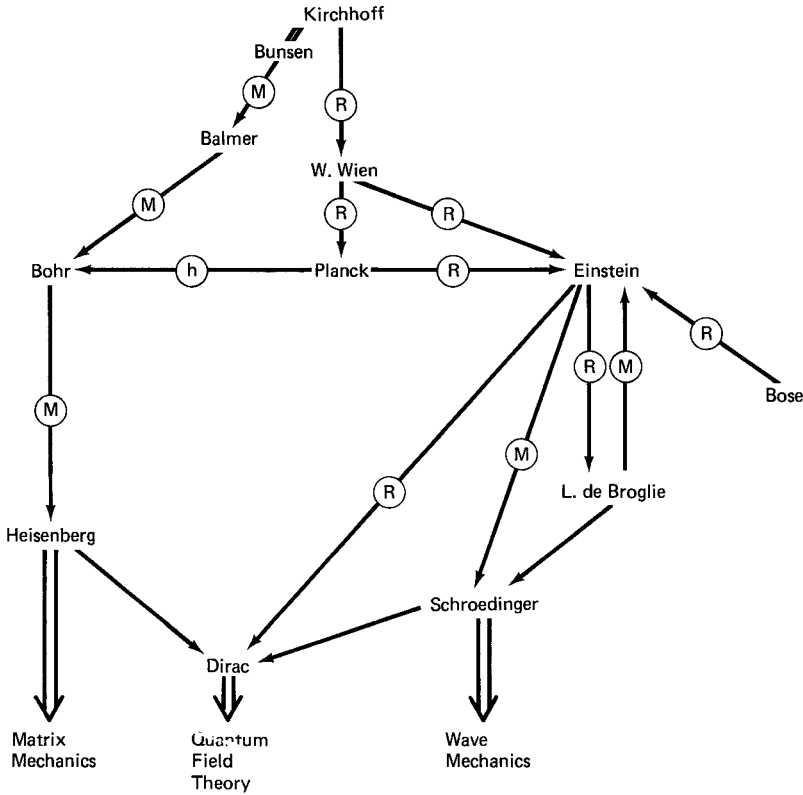 Kirchhoff
Bunsen
M
R
Balmer
W. Wien
M
R
R
Bohr
h
Planck
R
Einstein
R
R
M
Bose
M
M
R
L. de Broglie
Heisenberg
Schroedinger
Dirac
Matrix
Mechanics
Quantum
Field
Theory
Wave
Mechanics